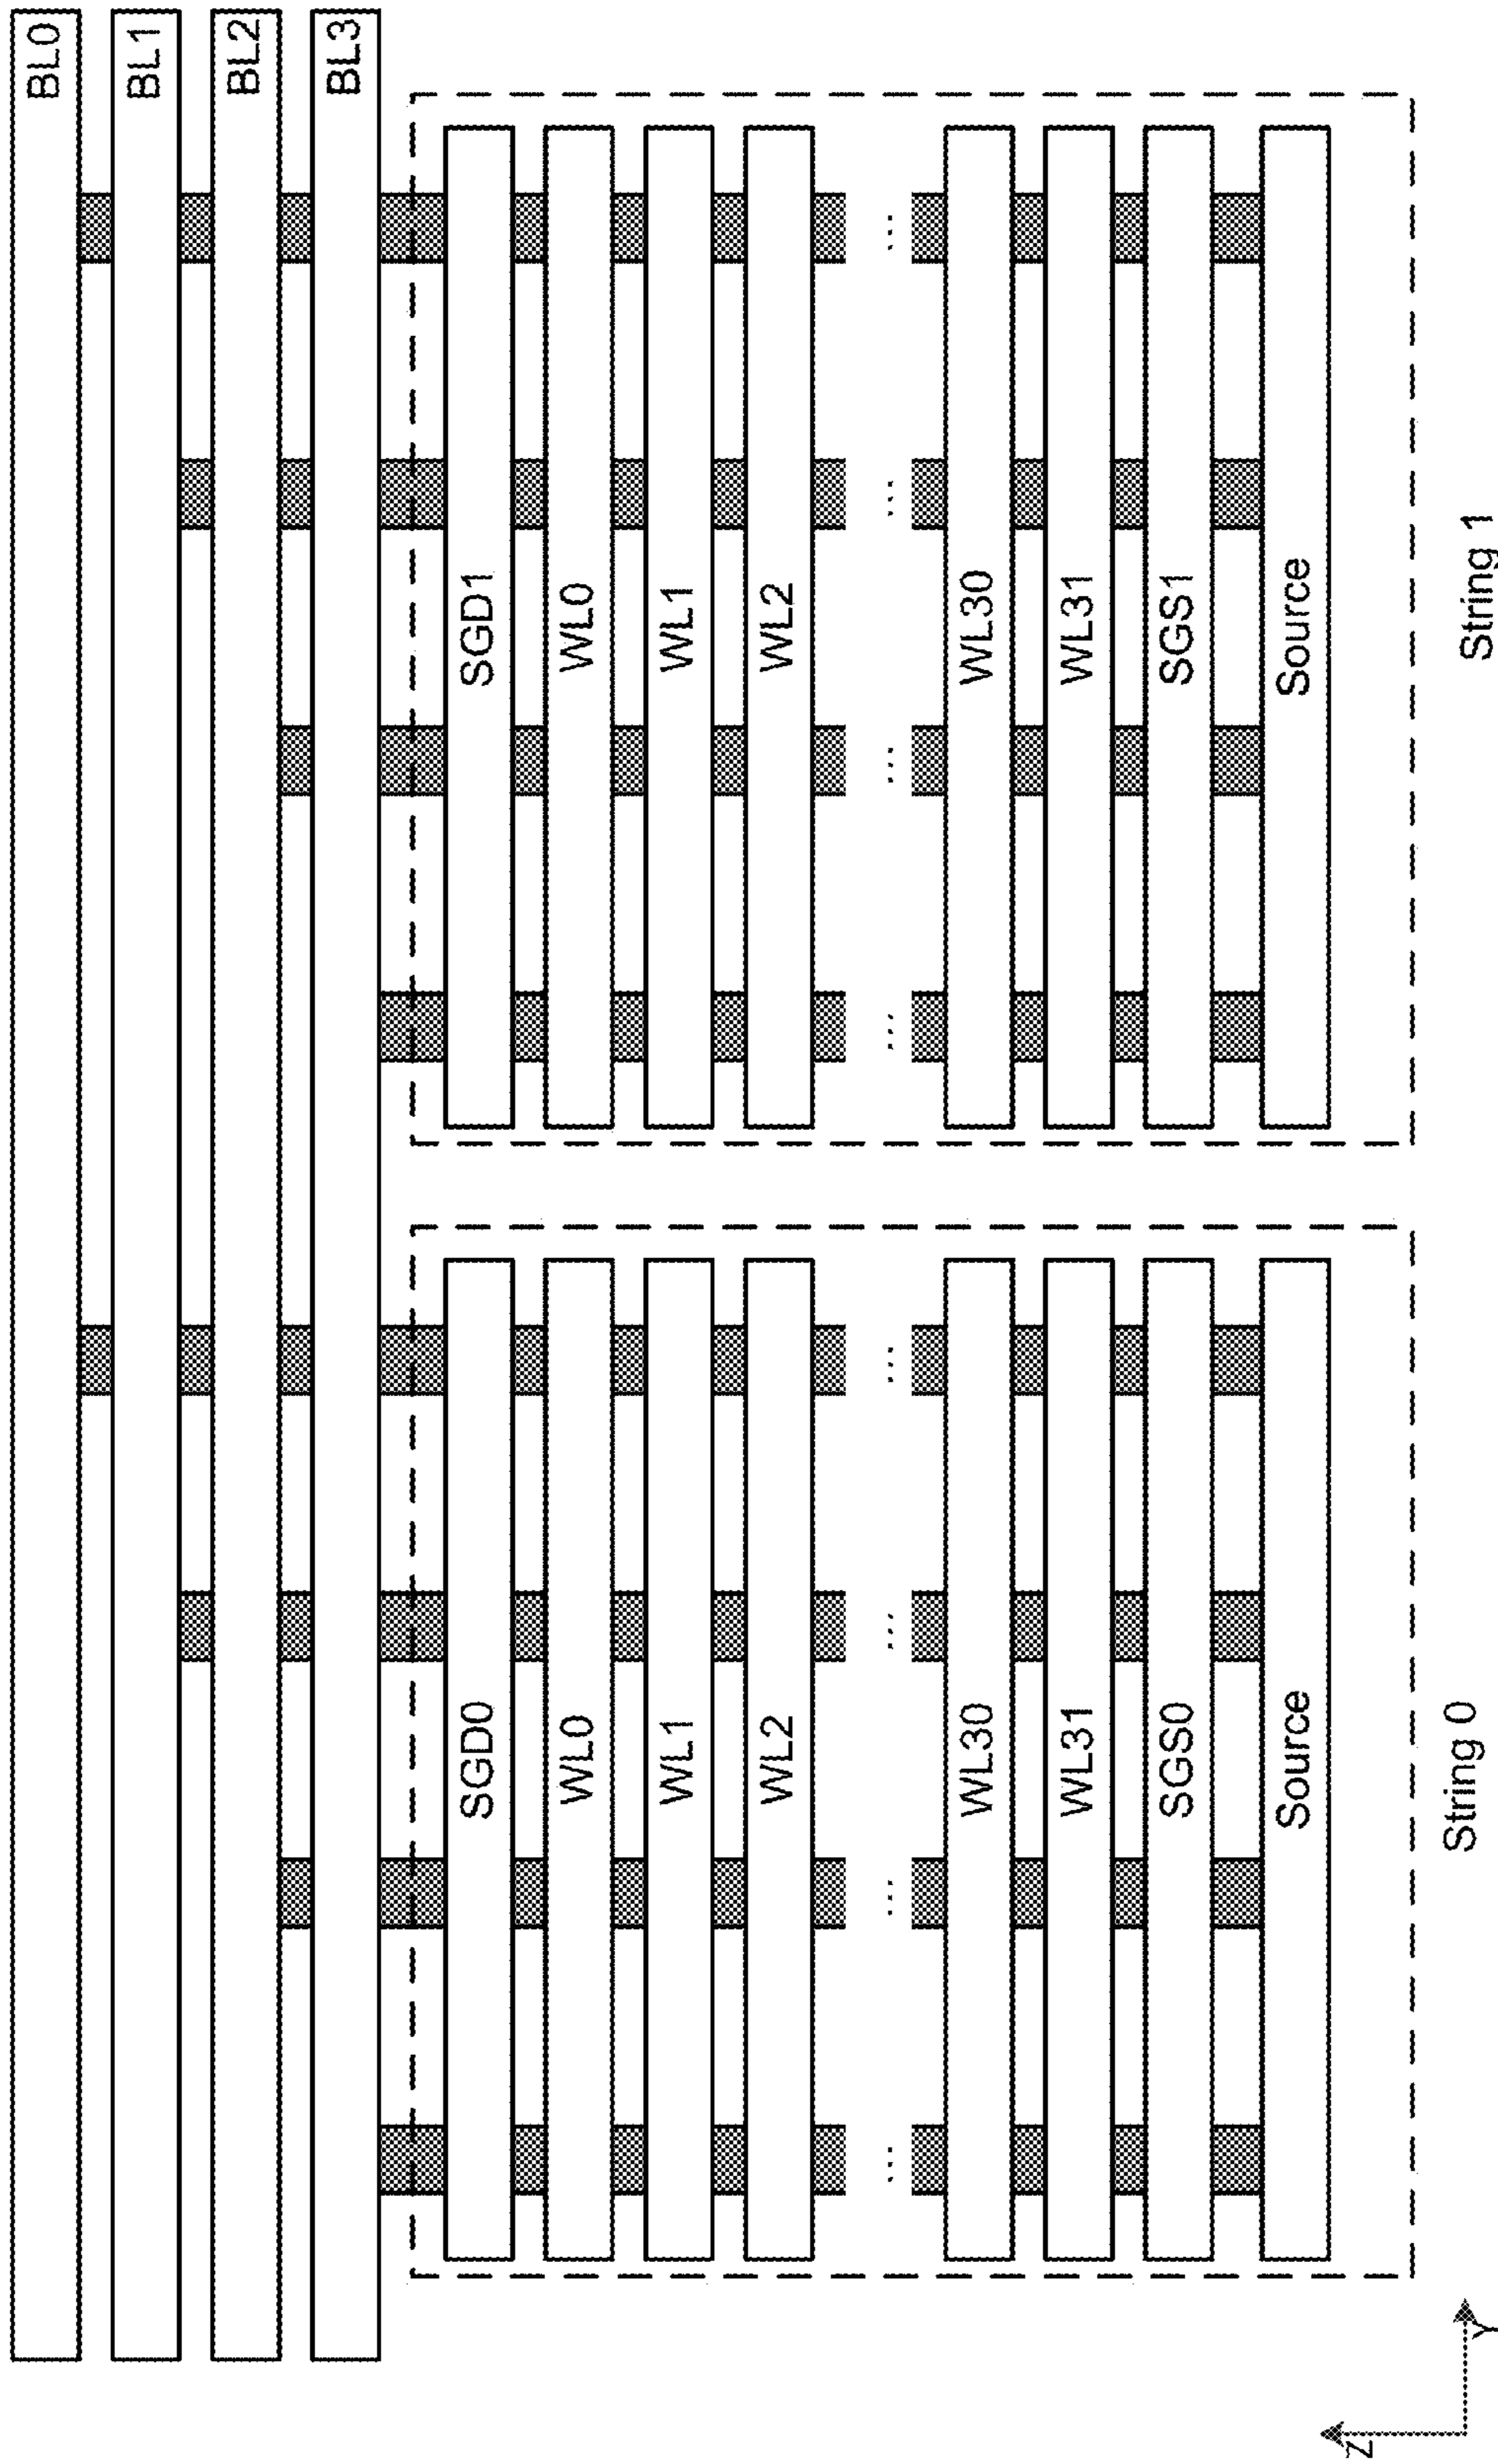 BL0
BL1
BL2
BL3
SGD0
SGD1
WL0
WL0
WL1
WL1
WL2
WL2
WL30
WL30
WL31
WL31
SGS0
SGS1
Source
Source
Z
Y
String 0
String 1